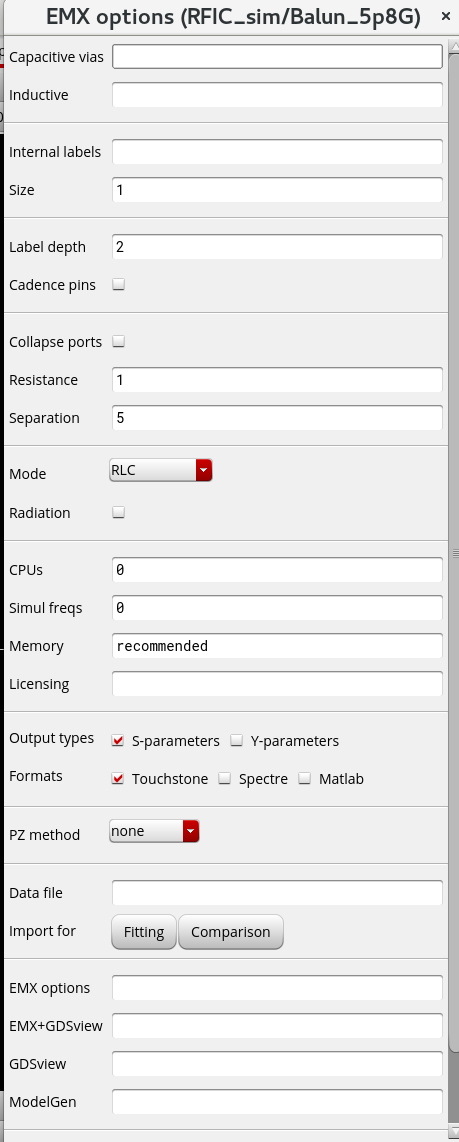 EMX options (RFIC_sim/Balun_5p8G) ×
Capacitive vias
Inductive
Internal labels
Size 1
Label depth 2
Cadence pins
Collapse ports
Resistance 1
Separation 5
Mode RLC
Radiation
CPUs 0
Simul freqs 0
Memory recommended
Licensing
Output types S-parameters Y-parameters
Formats Touchstone Spectre Matlab
PZ method none
Data file
Import for Fitting Comparison
EMX options
EMX+GDSview
GDSview
ModelGen